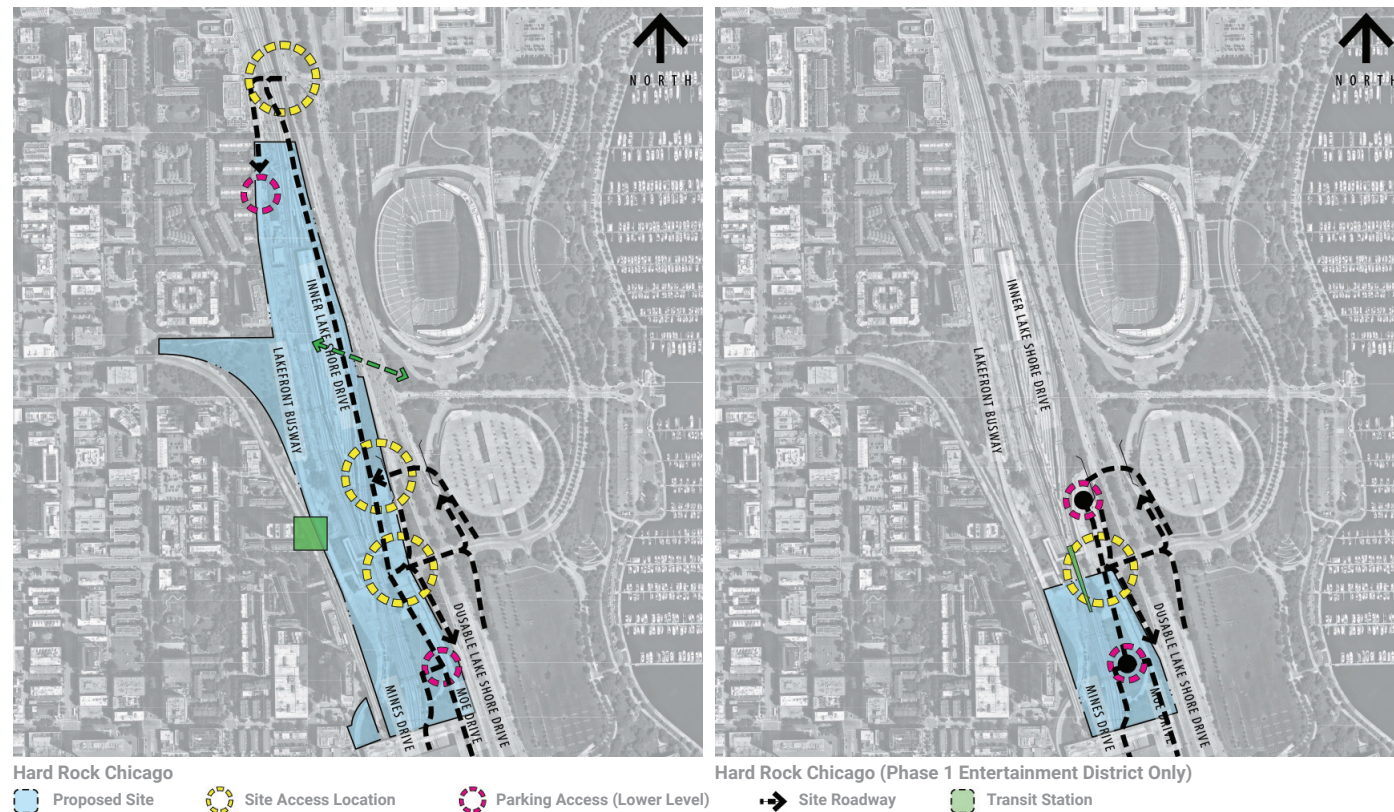 NORTH
INNER LAKE SHORE DRIVE
LAKEFRONT BUSWAY
DUSABLE LAKE SHORE DRIVE
MOE DRIVE
MINES DRIVE
Hard Rock Chicago
NORTH
INNER LAKE SHORE DRIVE
LAKEFRONT BUSWAY
DUSABLE LAKE SHORE DRIVE
MOE DRIVE
MINES DRIVE
Hard Rock Chicago (Phase 1 Entertainment District Only)
Proposed Site
Site Access Location
Parking Access (Lower Level)
Site Roadway
Transit Station